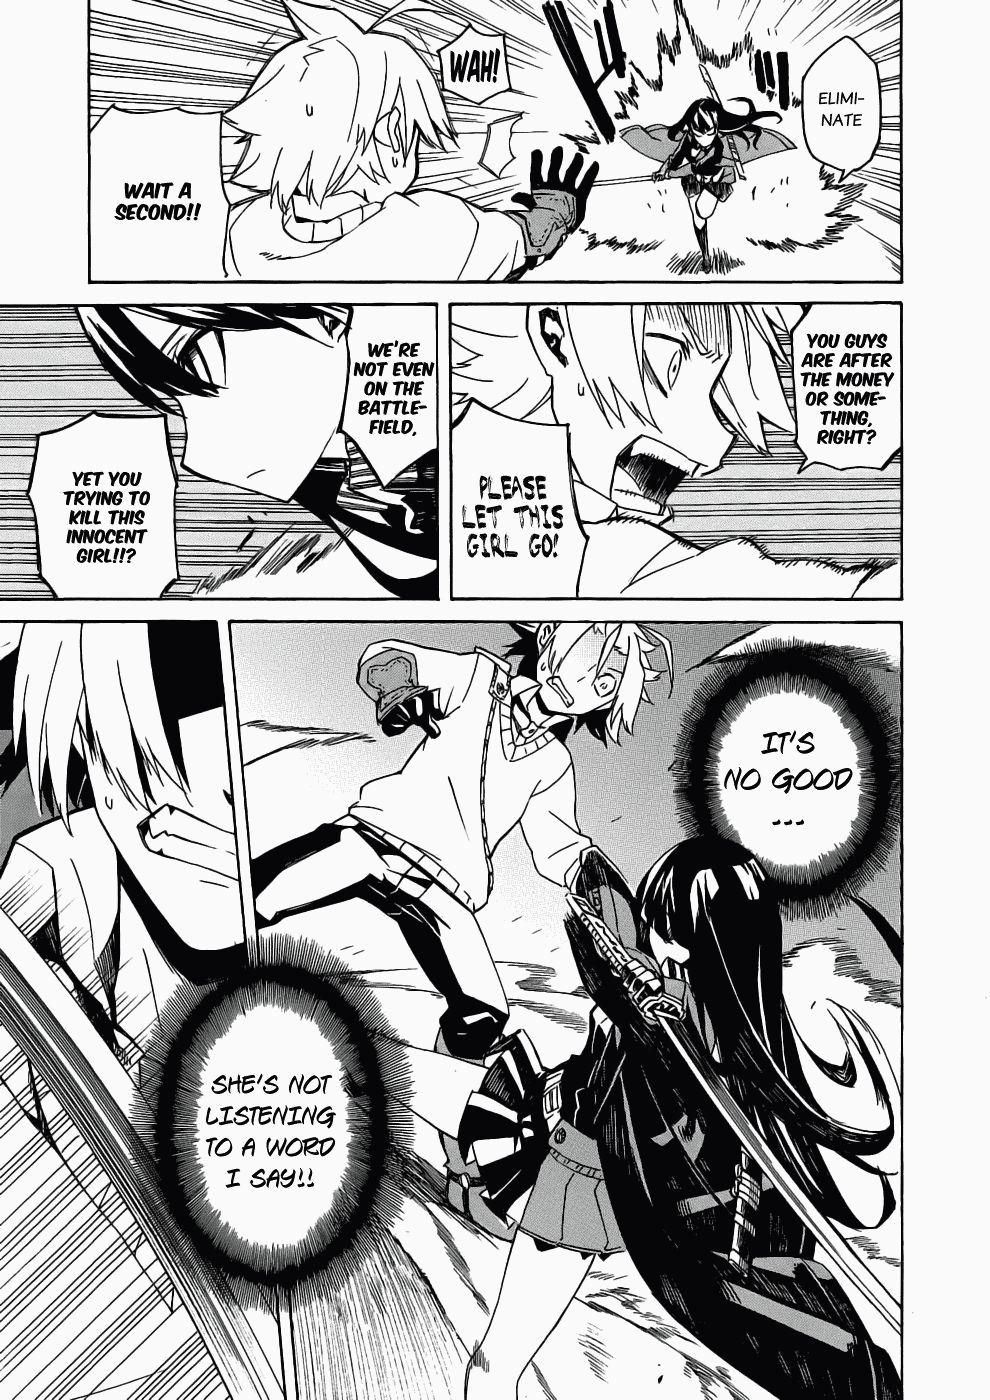 ELIMI-
NATE
WAH!
WAIT A
SECOND!!
YOU GUYS
ARE AFTER
THE MONEY
OR SOME-
THING,
RIGHT?
PLEASE
LET THIS
GIRL GO!
WE'RE
NOT EVEN
ON THE
BATTLE-
FIELD,
YET YOU
TRYING TO
KILL THIS
INNOCENT
GIRL!!?
IT'S
NO GOOD
...
SHE'S NOT
LISTENING
TO A WORD
I SAY!!